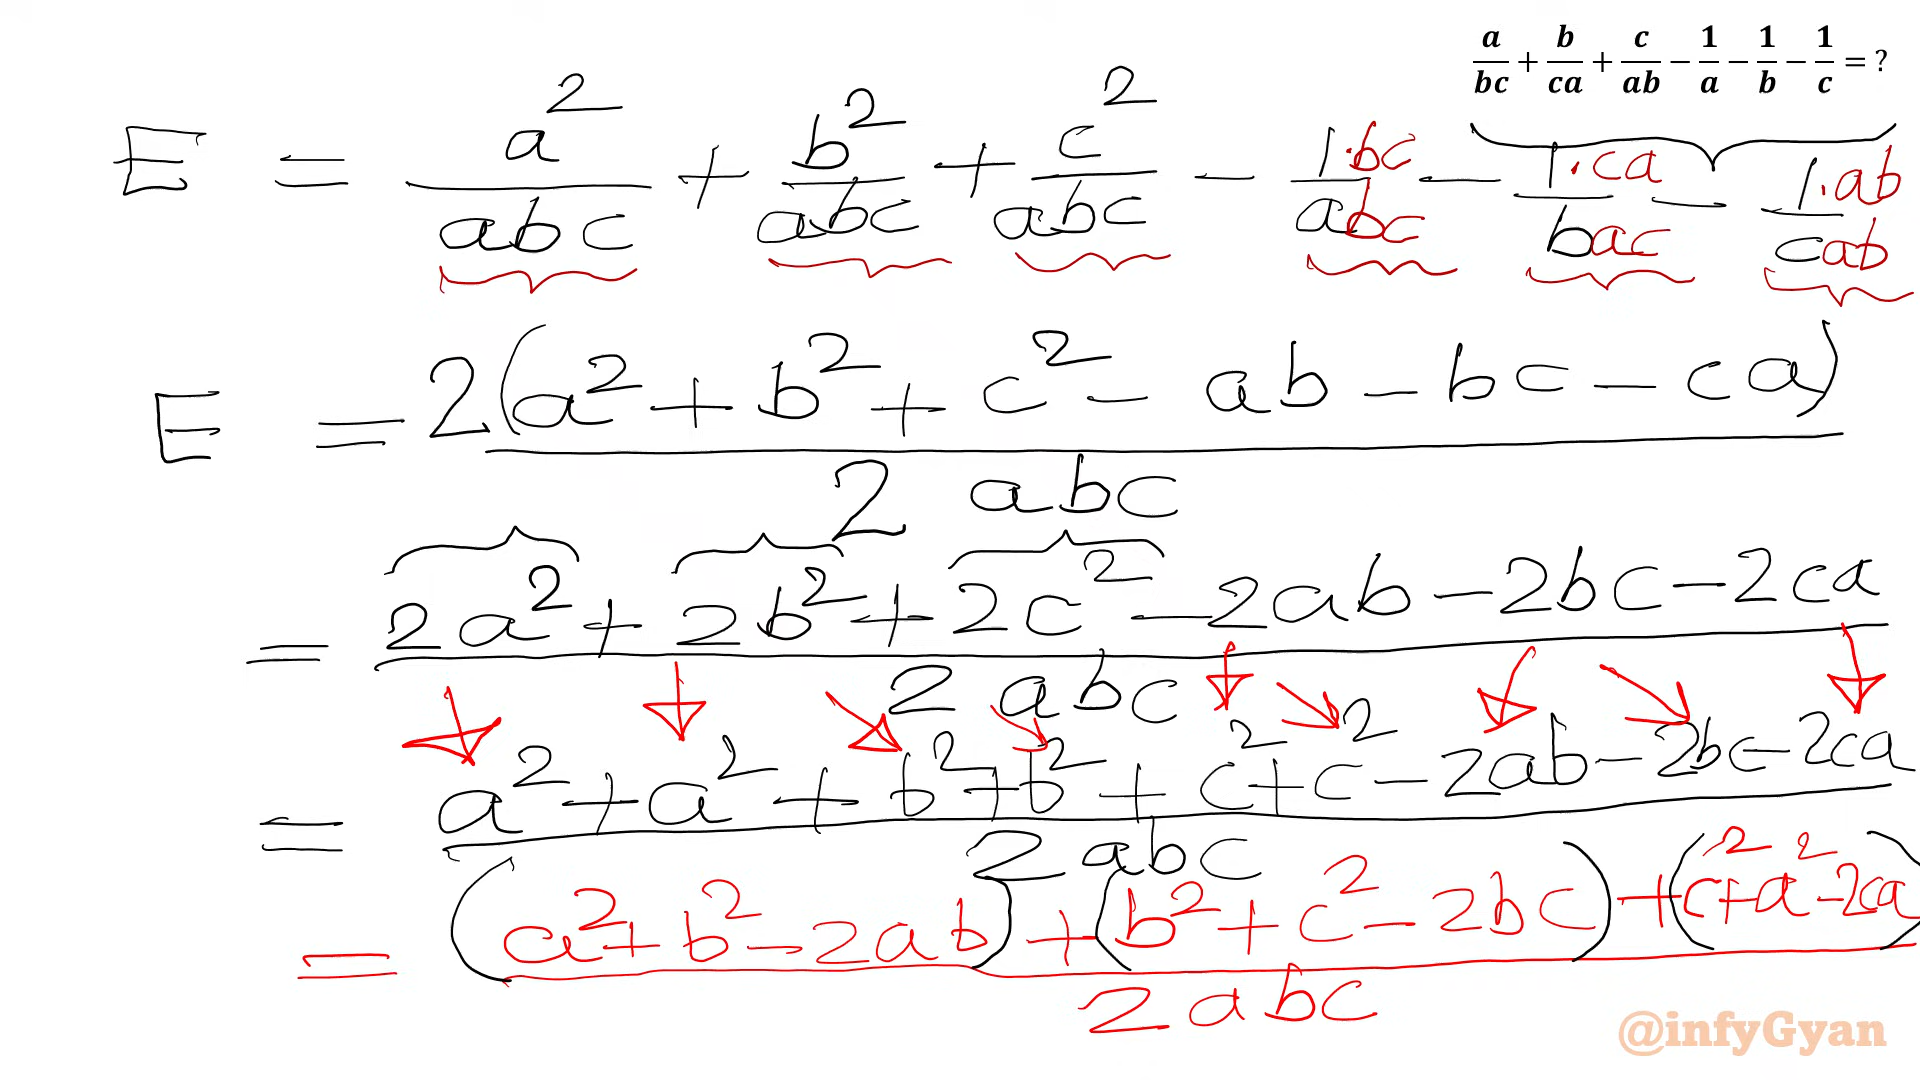 a/bc + b/ca + c/ab − 1/a − 1/b − 1/c = ?
E = a²/abc + b²/abc + c²/abc − 1·bc/abc − 1·ca/bac − 1·ab/cab
E = 2(a² + b² + c² − ab − bc − ca)/2abc
= 2a² + 2b² + 2c² − 2ab − 2bc − 2ca/2abc
= a² + a² + b² + b² + c² + c² − 2ab − 2bc − 2ca/2abc
= (a² + b² − 2ab) + (b² + c² − 2bc) + (c² + a² − 2ca)/2abc
@infyGyan